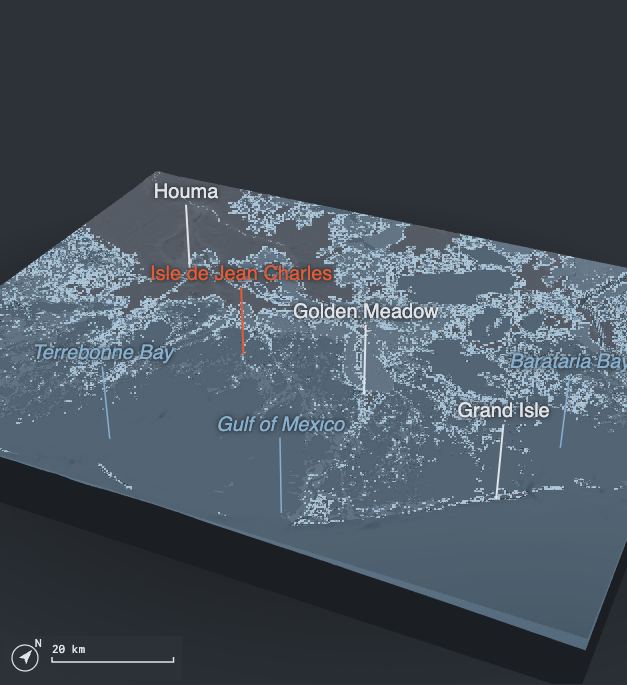 Houma
Isle de Jean Charles
Golden Meadow
Terrebonne Bay
Barataria Bay
Grand Isle
Gulf of Mexico
N
20 km